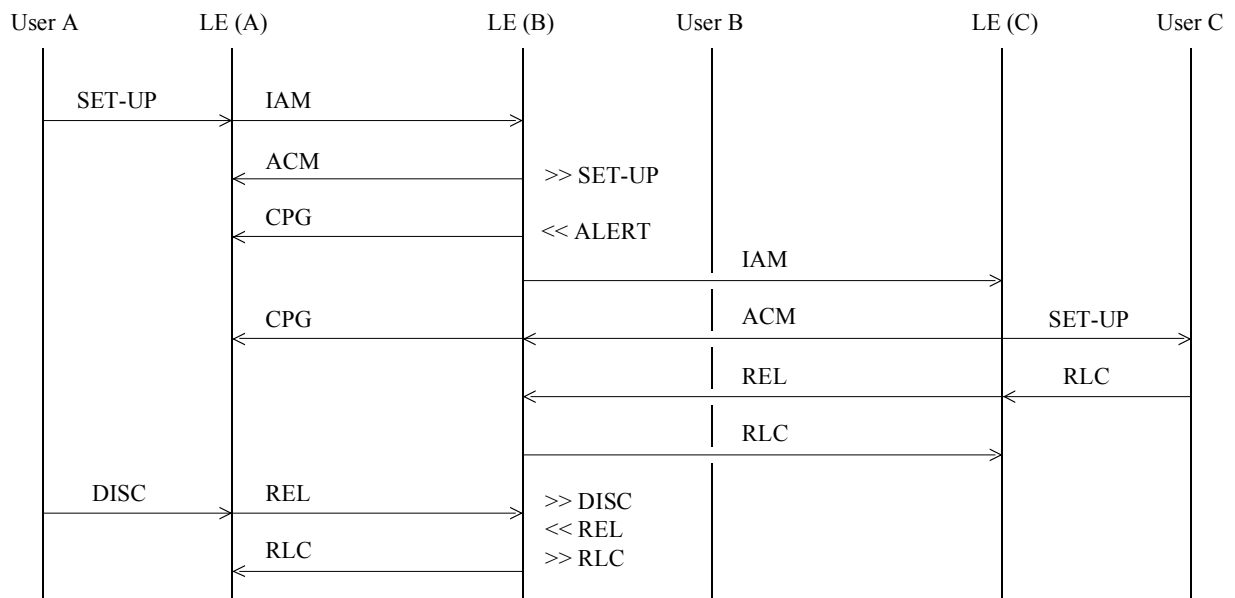 User A LE (A) LE (B) User B LE (C) User C
SET-UP IAM
ACM >> SET-UP
CPG << ALERT
IAM
CPG ACM SET-UP
REL RLC
RLC
DISC REL >> DISC
<< REL
RLC >> RLC